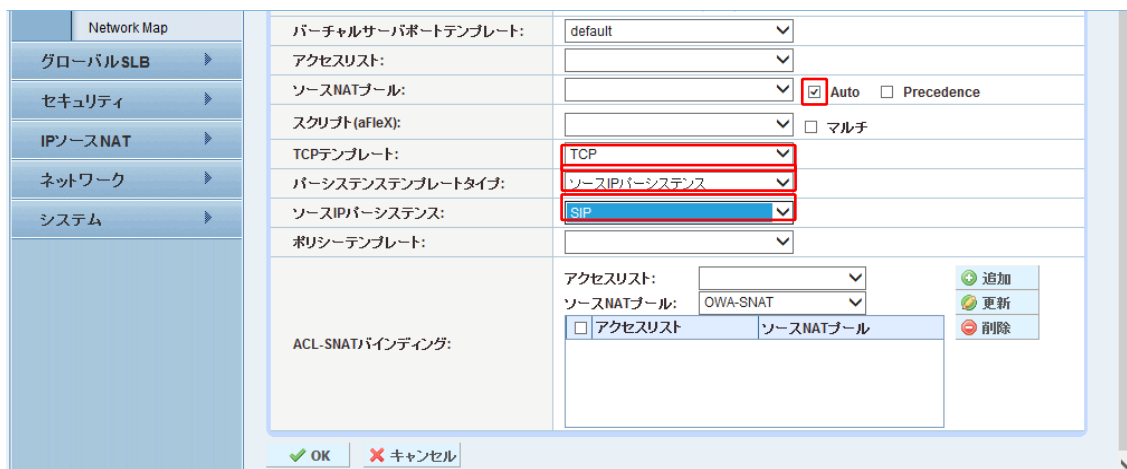 Network Map
グローバルSLB
セキュリティ
IPソースNAT
ネットワーク
システム
バーチャルサーバポートテンプレート: default
アクセスリスト:
ソースNATプール: Auto Precedence
スクリプト(aFleX): マルチ
TCPテンプレート: TCP
パーシステンステンプレートタイプ: ソースIPパーシステンス
ソースIPパーシステンス: SIP
ポリシーテンプレート:
ACL-SNATバインディング:
アクセスリスト: 追加
ソースNATプール: OWA-SNAT 更新
アクセスリスト ソースNATプール 削除
OK キャンセル